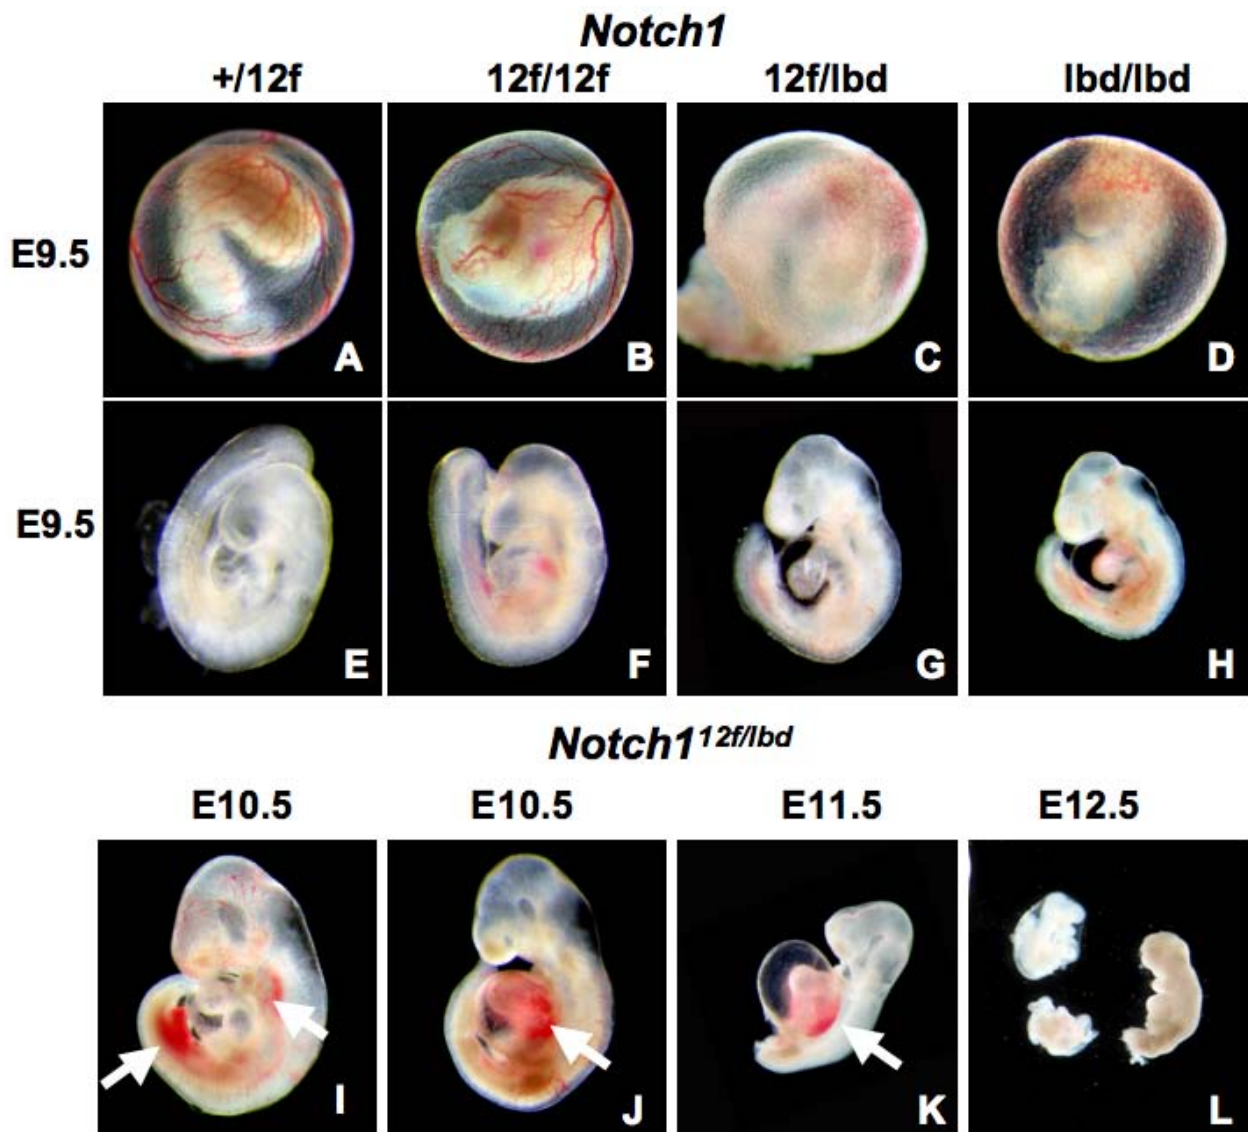 Notch1
+/12f 12f/12f 12f/lbd lbd/lbd
E9.5
A B C D
E9.5
E F G H
Notch1 12f/lbd
E10.5 E10.5 E11.5 E12.5
I J K L